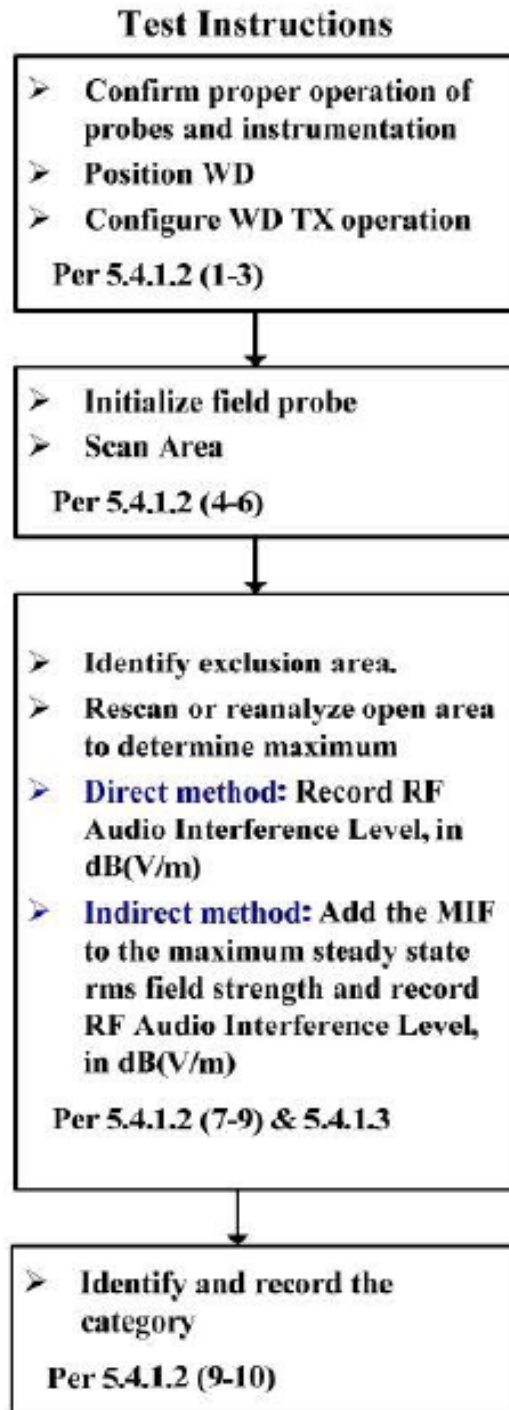 Test Instructions
➢ Confirm proper operation of
probes and instrumentation
➢ Position WD
➢ Configure WD TX operation
Per 5.4.1.2 (1-3)
➢ Initialize field probe
➢ Scan Area
Per 5.4.1.2 (4-6)
➢ Identify exclusion area.
➢ Rescan or reanalyze open area
to determine maximum
➢ Direct method: Record RF
Audio Interference Level, in
dB(V/m)
➢ Indirect method: Add the MIF
to the maximum steady state
rms field strength and record
RF Audio Interference Level,
in dB(V/m)
Per 5.4.1.2 (7-9) & 5.4.1.3
➢ Identify and record the
category
Per 5.4.1.2 (9-10)